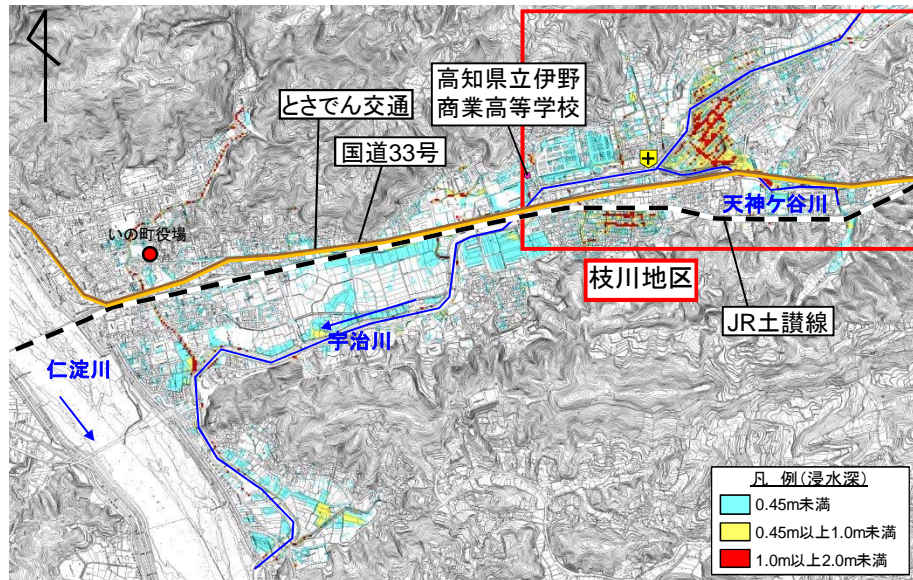 高知県立伊野
商業高等学校
とさでん交通
国道33号
いの町役場
天神ケ谷川
枝川地区
JR土讃線
宇治川
仁淀川
凡 例(浸水深)
0.45m未満
0.45m以上1.0m未満
1.0m以上2.0m未満